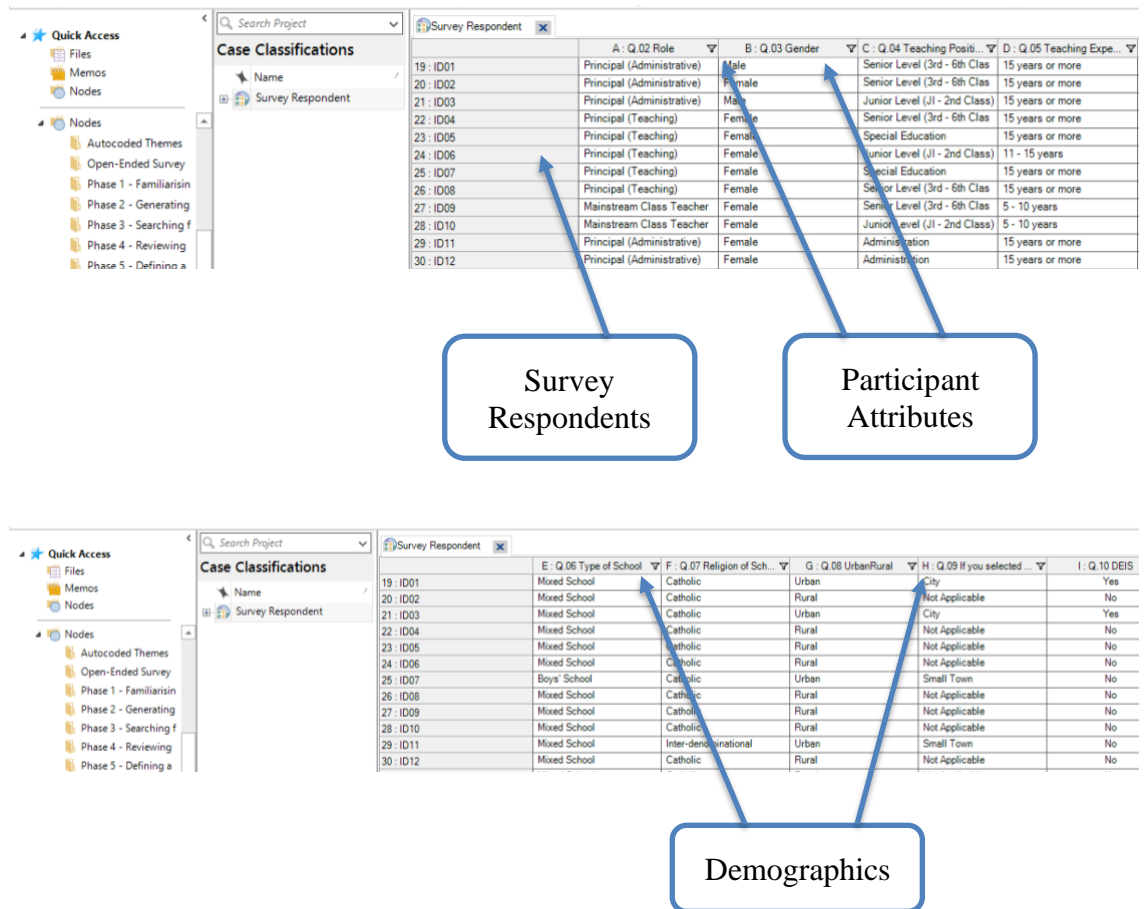 Quick Access
Files
Memos
Nodes
Nodes
Autocoded Themes
Open-Ended Survey
Phase 1 - Familiarisin
Phase 2 - Generating
Phase 3 - Searching f
Phase 4 - Reviewing
Phase 5 - Defining a
Search Project
Case Classifications
Name
Survey Respondent
Survey Respondent
A : Q.02 Role B : Q.03 Gender C : Q.04 Teaching Positi... D : Q.05 Teaching Expe...
19 : ID01 Principal (Administrative) Male Senior Level (3rd - 6th Clas 15 years or more
20 : ID02 Principal (Administrative) Female Senior Level (3rd - 6th Clas 15 years or more
21 : ID03 Principal (Administrative) Male Junior Level (JI - 2nd Class) 15 years or more
22 : ID04 Principal (Teaching) Female Senior Level (3rd - 6th Clas 15 years or more
23 : ID05 Principal (Teaching) Female Special Education 15 years or more
24 : ID06 Principal (Teaching) Female Junior Level (JI - 2nd Class) 11 - 15 years
25 : ID07 Principal (Teaching) Female Special Education 15 years or more
26 : ID08 Principal (Teaching) Female Senior Level (3rd - 6th Clas 15 years or more
27 : ID09 Mainstream Class Teacher Female Senior Level (3rd - 6th Clas 5 - 10 years
28 : ID10 Mainstream Class Teacher Female Junior Level (JI - 2nd Class) 5 - 10 years
29 : ID11 Principal (Administrative) Female Administration 15 years or more
30 : ID12 Principal (Administrative) Female Administration 15 years or more
Survey
Respondents
Participant
Attributes
Quick Access
Files
Memos
Nodes
Nodes
Autocoded Themes
Open-Ended Survey
Phase 1 - Familiarisin
Phase 2 - Generating
Phase 3 - Searching f
Phase 4 - Reviewing
Phase 5 - Defining a
Search Project
Case Classifications
Name
Survey Respondent
Survey Respondent
E : Q.06 Type of School F : Q.07 Religion of Sch... G : Q.08 UrbanRural H : Q.09 If you selected ... I : Q.10 DEIS
19 : ID01 Mixed School Catholic Urban City Yes
20 : ID02 Mixed School Catholic Rural Not Applicable No
21 : ID03 Mixed School Catholic Urban City Yes
22 : ID04 Mixed School Catholic Rural Not Applicable No
23 : ID05 Mixed School Catholic Rural Not Applicable No
24 : ID06 Mixed School Catholic Rural Not Applicable No
25 : ID07 Boys' School Catholic Urban Small Town No
26 : ID08 Mixed School Catholic Rural Not Applicable No
27 : ID09 Mixed School Catholic Rural Not Applicable No
28 : ID10 Mixed School Catholic Rural Not Applicable No
29 : ID11 Mixed School Inter-denominational Urban Small Town No
30 : ID12 Mixed School Catholic Rural Not Applicable No
Demographics